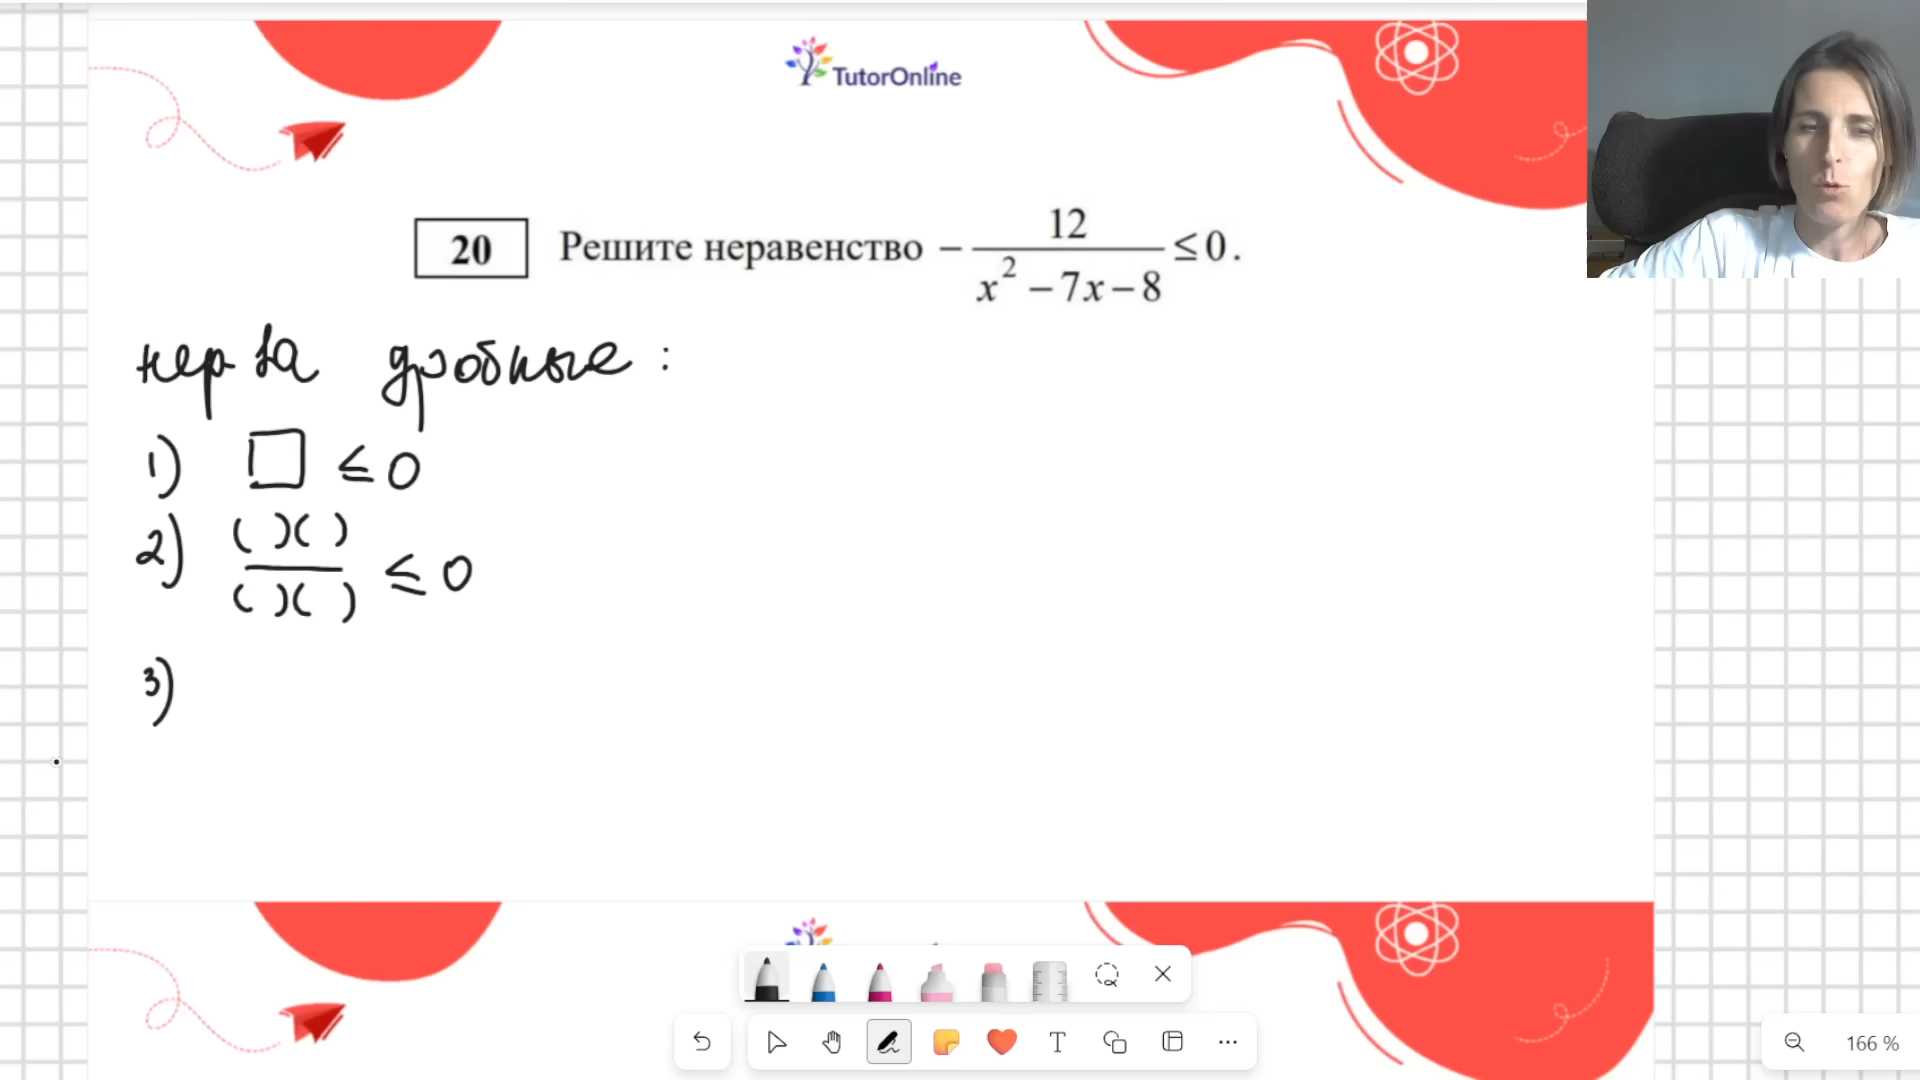 TutorOnline
20 Решите неравенство − 12 / (x² − 7x − 8) ≤ 0.
нер-ва дробные:
1) □ ≤ 0
2) ( )( ) / ( )( ) ≤ 0
3)
T
166 %